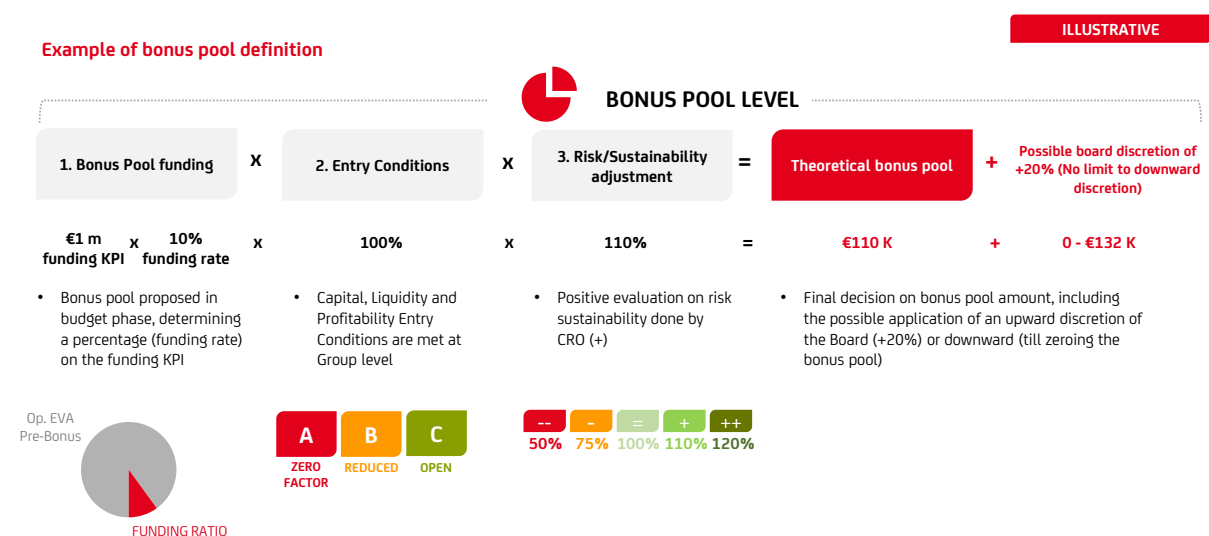 ILLUSTRATIVE
Example of bonus pool definition
BONUS POOL LEVEL
1. Bonus Pool funding
x
2. Entry Conditions
x
3. Risk/Sustainability
adjustment
=
Theoretical bonus pool
+
Possible board discretion of
+20% (No limit to downward
discretion)
€1 m
funding KPI
x
10%
funding rate
x
100%
x
110%
=
€110 K
+
0 - €132 K
• Bonus pool proposed in
budget phase, determining
a percentage (funding rate)
on the funding KPI
• Capital, Liquidity and
Profitability Entry
Conditions are met at
Group level
• Positive evaluation on risk
sustainability done by
CRO (+)
• Final decision on bonus pool amount, including
the possible application of an upward discretion of
the Board (+20%) or downward (till zeroing the
bonus pool)
Op. EVA
Pre-Bonus
FUNDING RATIO
A
B
C
ZERO
FACTOR
REDUCED
OPEN
--
-
=
+
++
50%
75%
100%
110%
120%